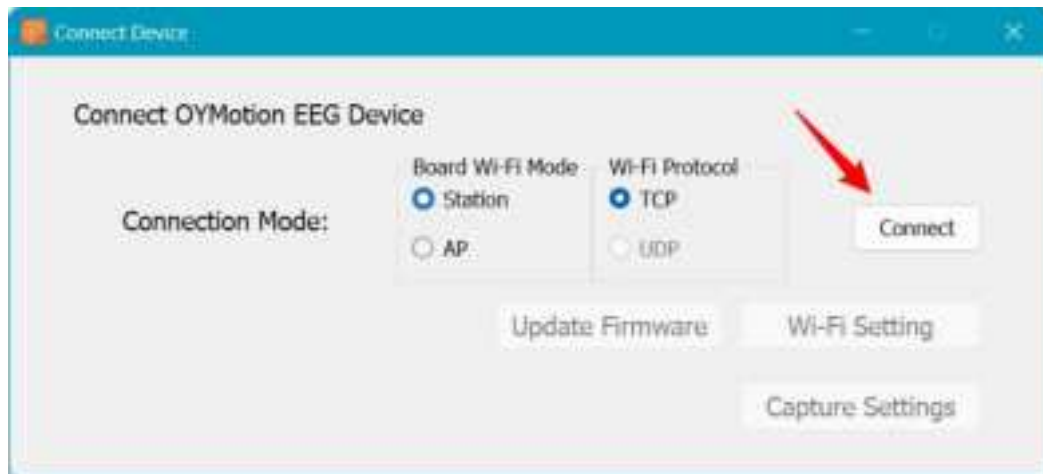 Connect Device
Connect OYMotion EEG Device
Board Wi-Fi Mode
Wi-Fi Protocol
Connection Mode:
Station
TCP
Connect
AP
UDP
Update Firmware
Wi-Fi Setting
Capture Settings